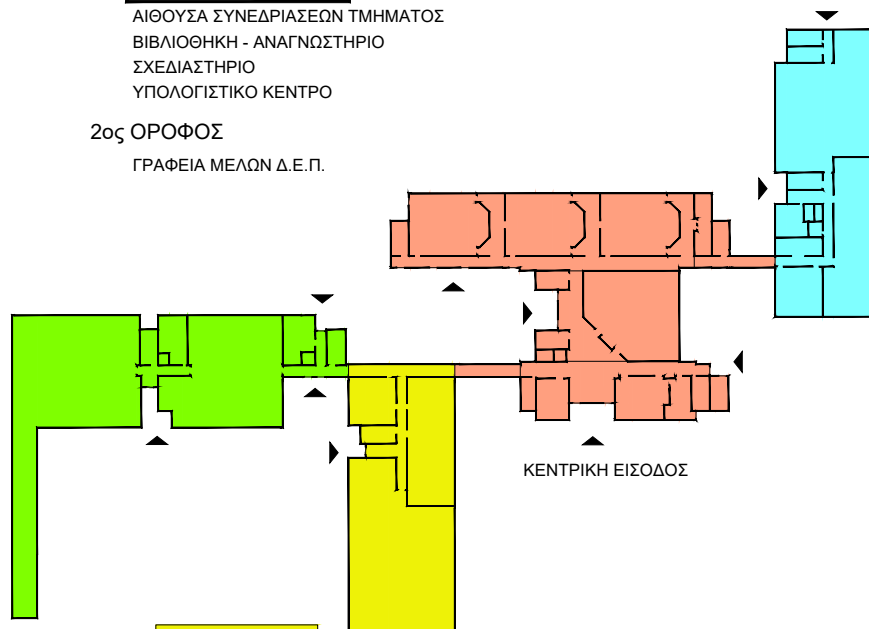 ΑΙΘΟΥΣΑ ΣΥΝΕΔΡΙΑΣΕΩΝ ΤΜΗΜΑΤΟΣ
ΒΙΒΛΙΟΘΗΚΗ - ΑΝΑΓΝΩΣΤΗΡΙΟ
ΣΧΕΔΙΑΣΤΗΡΙΟ
ΥΠΟΛΟΓΙΣΤΙΚΟ ΚΕΝΤΡΟ
2ος ΟΡΟΦΟΣ
ΓΡΑΦΕΙΑ ΜΕΛΩΝ Δ.Ε.Π.
ΚΕΝΤΡΙΚΗ ΕΙΣΟΔΟΣ